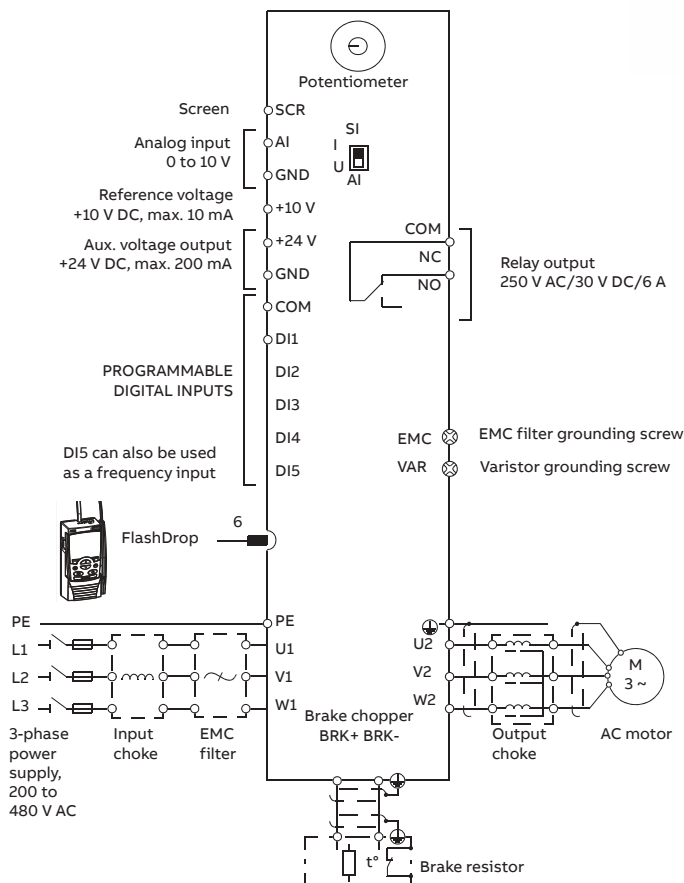 Potentiometer
Screen
SCR
Analog input
0 to 10 V
AI
GND
SI
I
U
AI
Reference voltage
+10 V DC, max. 10 mA
+10 V
Aux. voltage output
+24 V DC, max. 200 mA
+24 V
GND
COM
NC
NO
Relay output
250 V AC/30 V DC/6 A
PROGRAMMABLE
DIGITAL INPUTS
COM
DI1
DI2
DI3
DI4
DI5
DI5 can also be used
as a frequency input
EMC
EMC filter grounding screw
VAR
Varistor grounding screw
FlashDrop
6
PE
PE
L1
U1
L2
V1
L3
W1
U2
V2
W2
M
3 ~
3-phase
power
supply,
200 to
480 V AC
Input
choke
EMC
filter
Brake chopper
BRK+ BRK-
Output
choke
AC motor
t°
Brake resistor